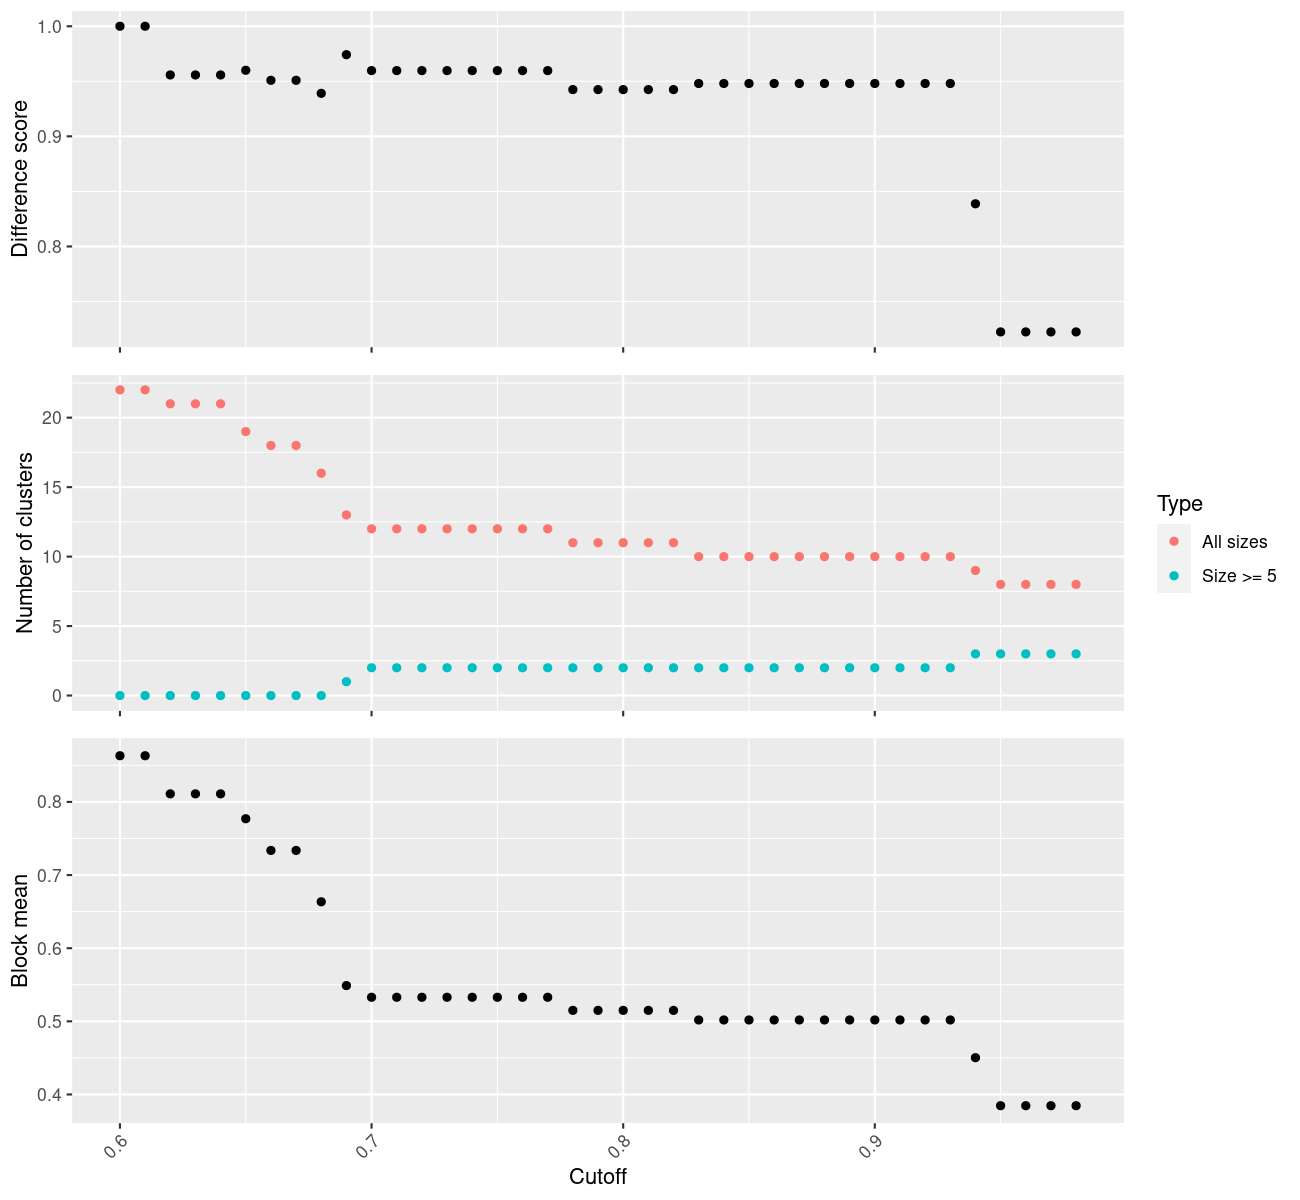 Difference score
1.0
0.9
0.8
Number of clusters
20
15
10
5
0
Type
All sizes
Size >= 5
Block mean
0.8
0.7
0.6
0.5
0.4
0.6 0.7 0.8 0.9
Cutoff